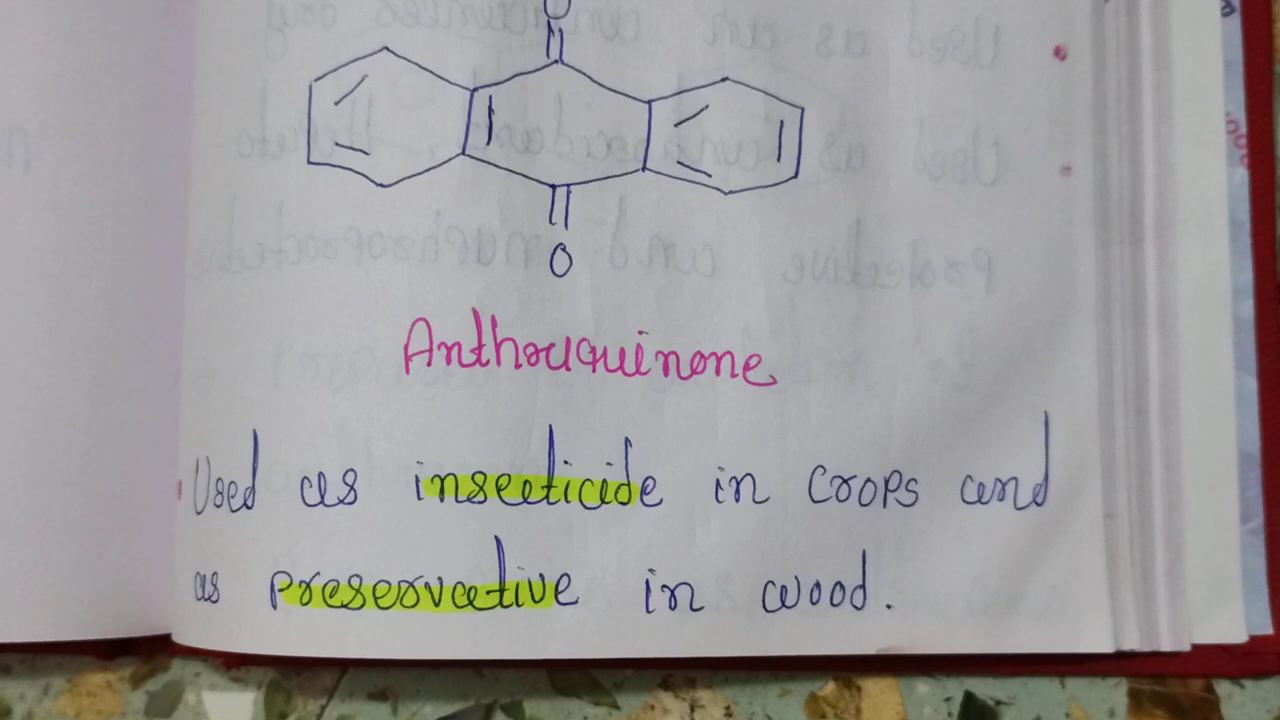 O
O
Anthraquinone
Used as insecticide in crops and
as preservative in wood.